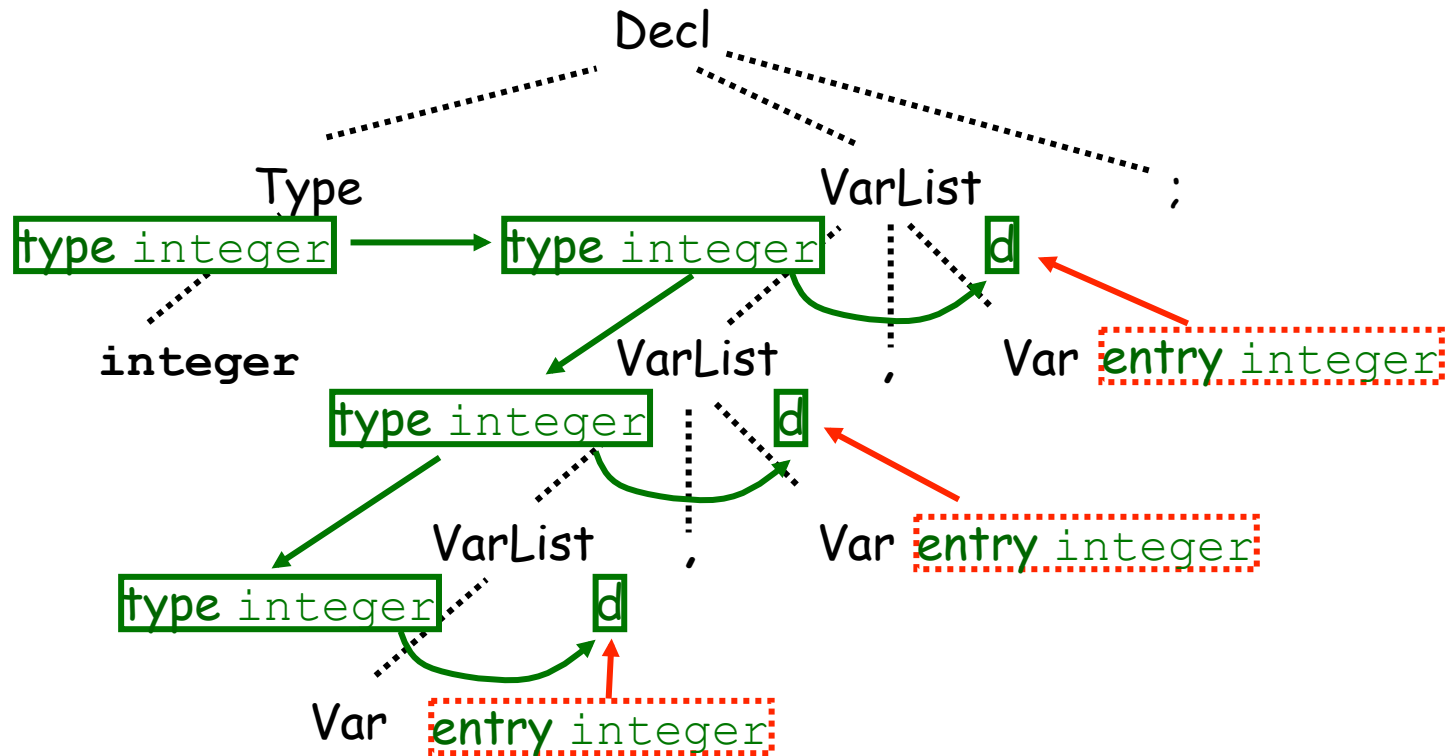 Decl
Type VarList ;
type integer type integer d
integer VarList , Var entry integer
type integer d
VarList , Var entry integer
type integer d
Var entry integer